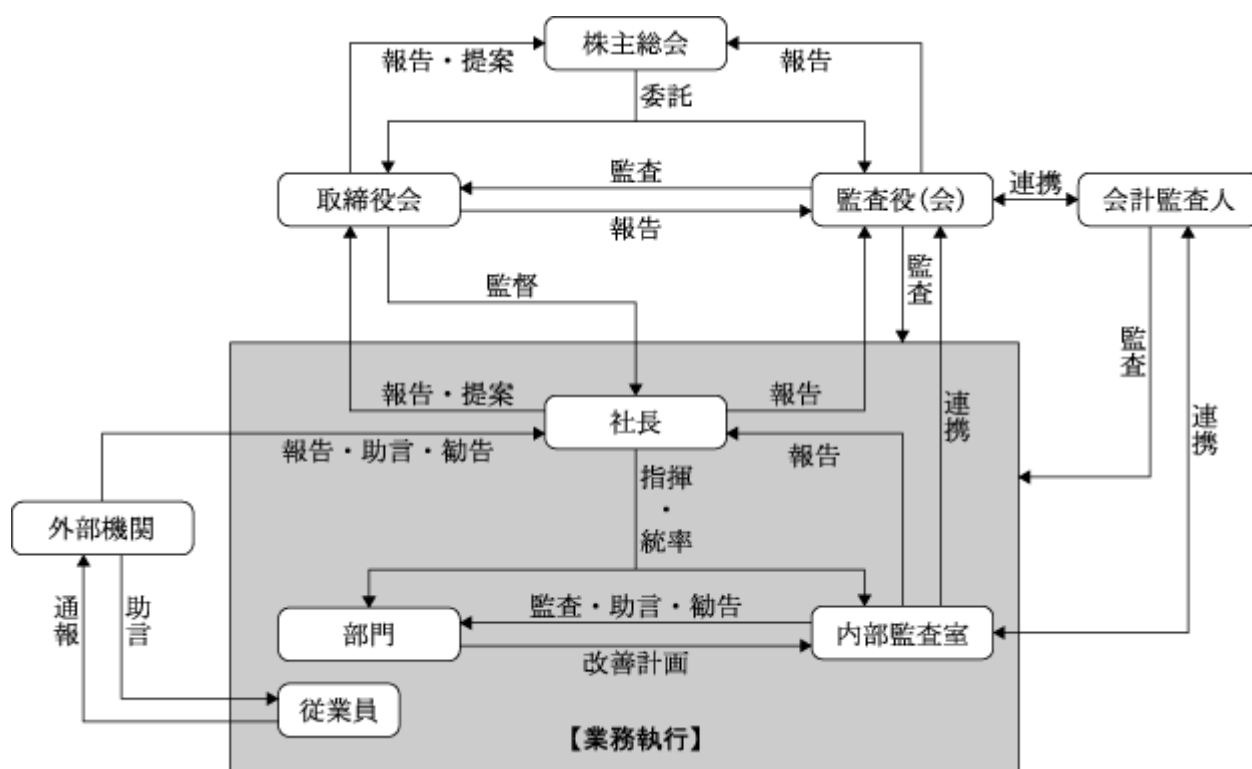 株主総会
報告・提案
報告
委託
取締役会
監査
報告
監査役(会)
連携
会計監査人
監督
監査
監査
報告・提案
社長
報告
連携
連携
報告・助言・勧告
報告
指揮
・
統率
外部機関
通報
助言
部門
監査・助言・勧告
改善計画
内部監査室
従業員
【業務執行】